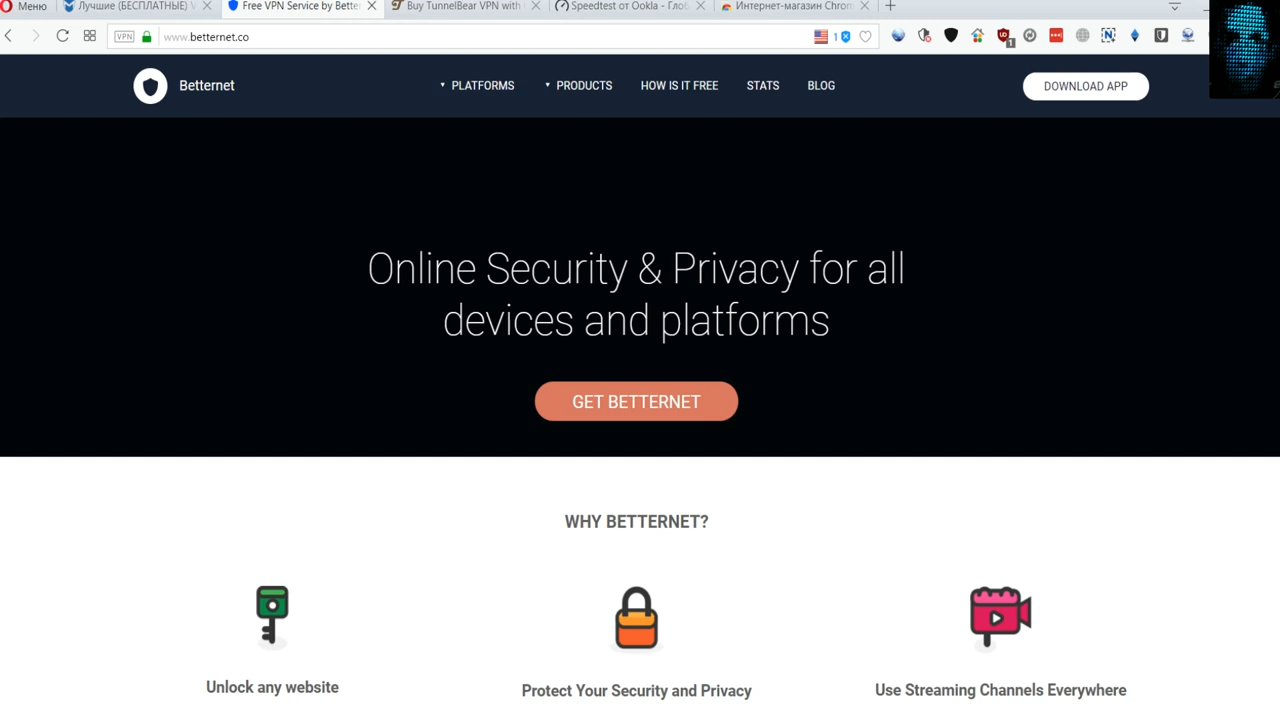 Меню
Лучшие (БЕСПЛАТНЫЕ) V
Free VPN Service by Bette
Buy TunnelBear VPN with
Speedtest от Ookla - Глоб
Интернет-магазин Chrom
VPN
www.betternet.co
1
1
Betternet
PLATFORMS
PRODUCTS
HOW IS IT FREE
STATS
BLOG
DOWNLOAD APP
Online Security & Privacy for all
devices and platforms
GET BETTERNET
WHY BETTERNET?
Unlock any website
Protect Your Security and Privacy
Use Streaming Channels Everywhere